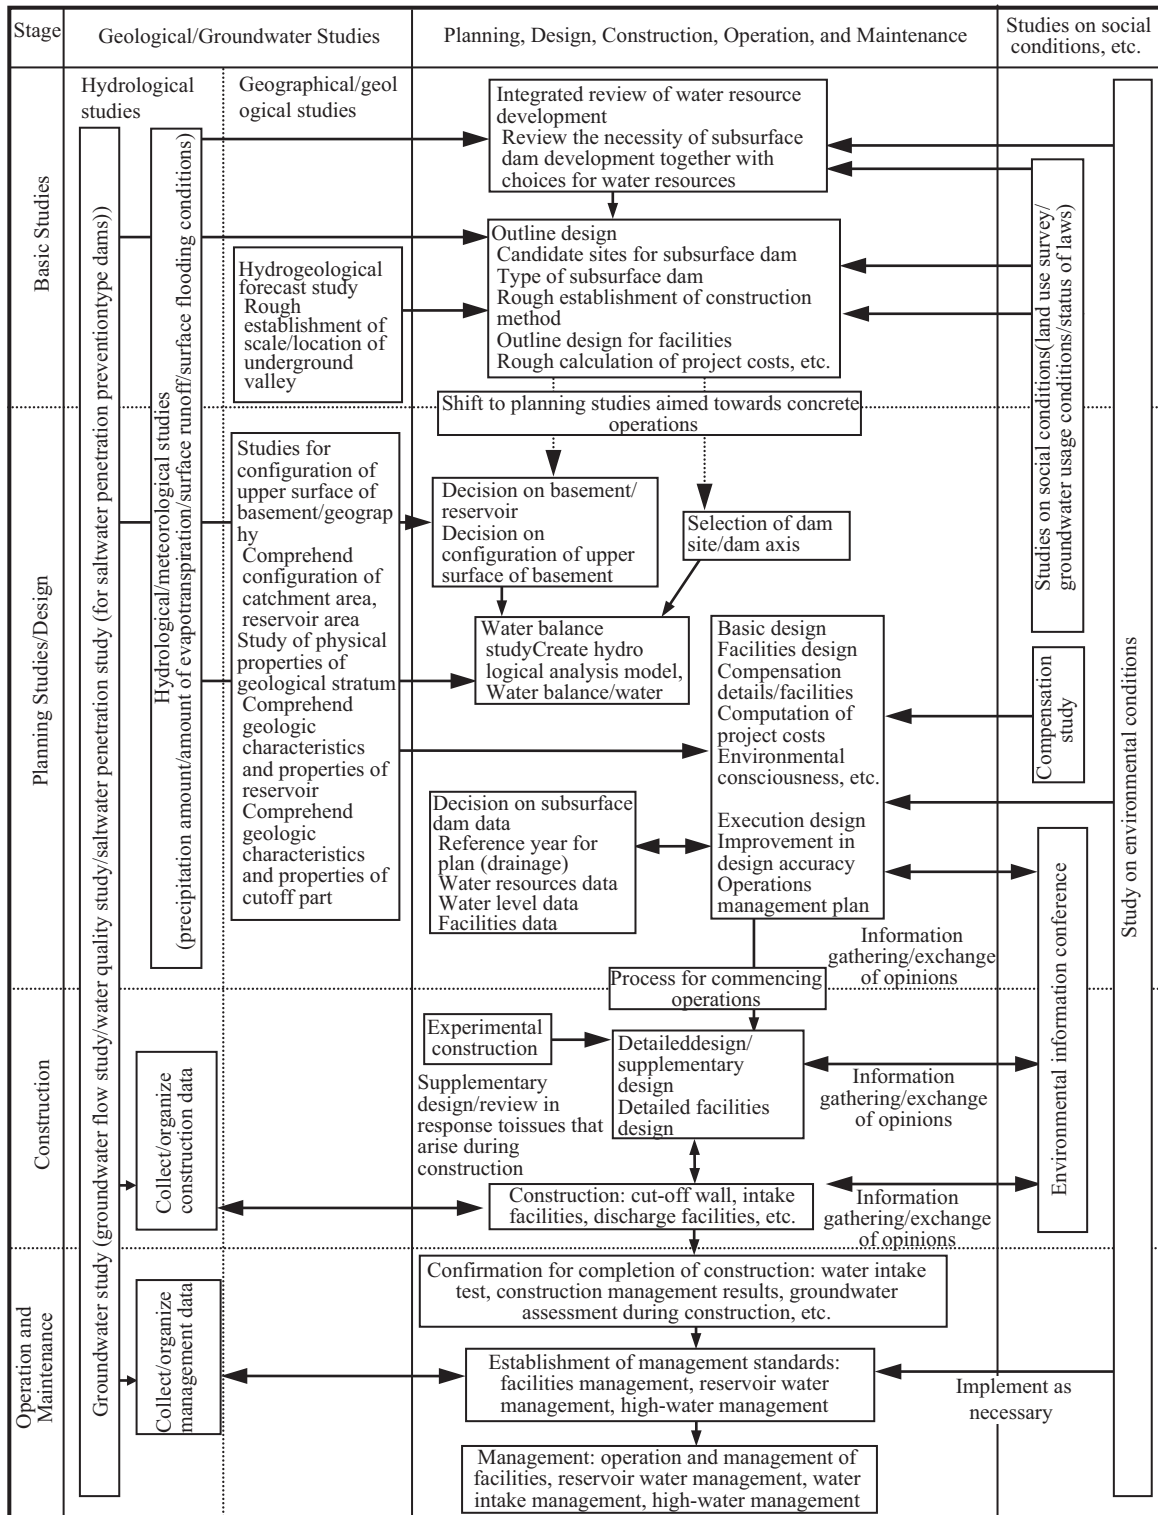 Stage
Geological/Groundwater Studies
Planning, Design, Construction, Operation, and Maintenance
Studies on social
conditions, etc.
Basic Studies
Planning Studies/Design
Construction
Operation and
Maintenance
Hydrological
studies
Geographical/geol
ogical studies
Groundwater study (groundwater flow study/water quality study/saltwater penetration study (for saltwater penetration preventiontype dams))
Hydrological/meteorological studies
(precipitation amount/amount of evapotranspiration/surface runoff/surface flooding conditions)
Hydrogeological
forecast study
Rough
establishment of
scale/location of
underground
valley
Studies for
configuration of
upper surface of
basement/geograp
hy
Comprehend
configuration of
catchment area,
reservoir area
Study of physical
properties of
geological stratum
Comprehend
geologic
characteristics
and properties of
reservoir
Comprehend
geologic
characteristics
and properties of
cutoff part
Collect/organize
construction data
Collect/organize
management data
Integrated review of water resource
development
Review the necessity of subsurface
dam development together with
choices for water resources
Outline design
Candidate sites for subsurface dam
Type of subsurface dam
Rough establishment of construction
method
Outline design for facilities
Rough calculation of project costs, etc.
Shift to planning studies aimed towards concrete
operations
Decision on basement/
reservoir
Decision on
configuration of upper
surface of basement
Selection of dam
site/dam axis
Water balance
studyCreate hydro
logical analysis model,
Water balance/water
Basic design
Facilities design
Compensation
details/facilities
Computation of
project costs
Environmental
consciousness, etc.
Execution design
Improvement in
design accuracy
Operations
management plan
Decision on subsurface
dam data
Reference year for
plan (drainage)
Water resources data
Water level data
Facilities data
Information
gathering/exchange
of opinions
Process for commencing
operations
Experimental
construction
Detaileddesign/
supplementary
design
Detailed facilities
design
Supplementary
design/review in
response toissues that
arise during
construction
Information
gathering/exchange
of opinions
Construction: cut-off wall, intake
facilities, discharge facilities, etc.
Information
gathering/exchange
of opinions
Confirmation for completion of construction: water intake
test, construction management results, groundwater
assessment during construction, etc.
Establishment of management standards:
facilities management, reservoir water
management, high-water management
Implement as
necessary
Management: operation and management of
facilities, reservoir water management, water
intake management, high-water management
Studies on social conditions(land use survey/
groundwater usage conditions/status of laws)
Compensation
study
Environmental information conference
Study on environmental conditions